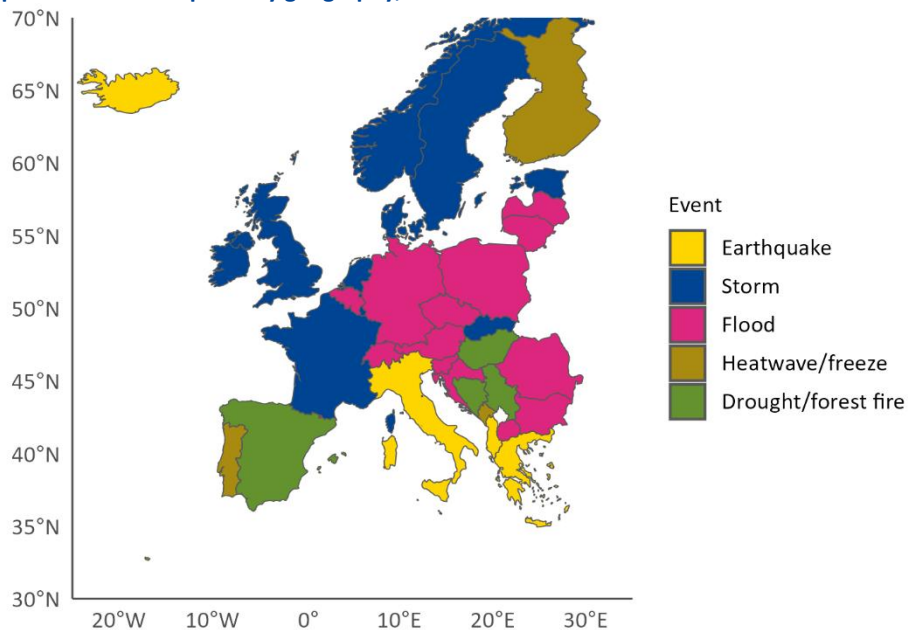 70°N
65°N
60°N
55°N
50°N
45°N
40°N
35°N
30°N
20°W 10°W 0° 10°E 20°E 30°E
Event
Earthquake
Storm
Flood
Heatwave/freeze
Drought/forest fire